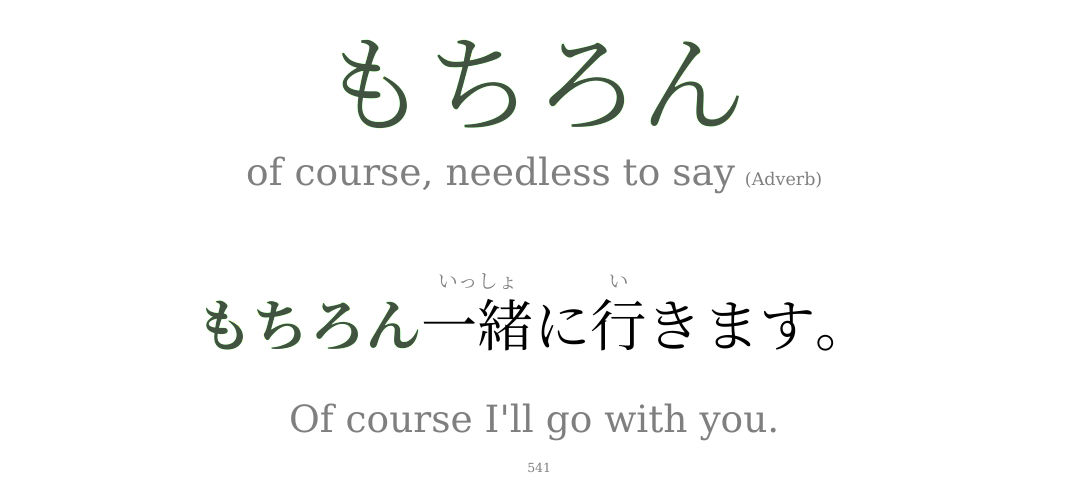 もちろん
of course, needless to say (Adverb)
いっしょ い
もちろん一緒に行きます。
Of course I'll go with you.
541